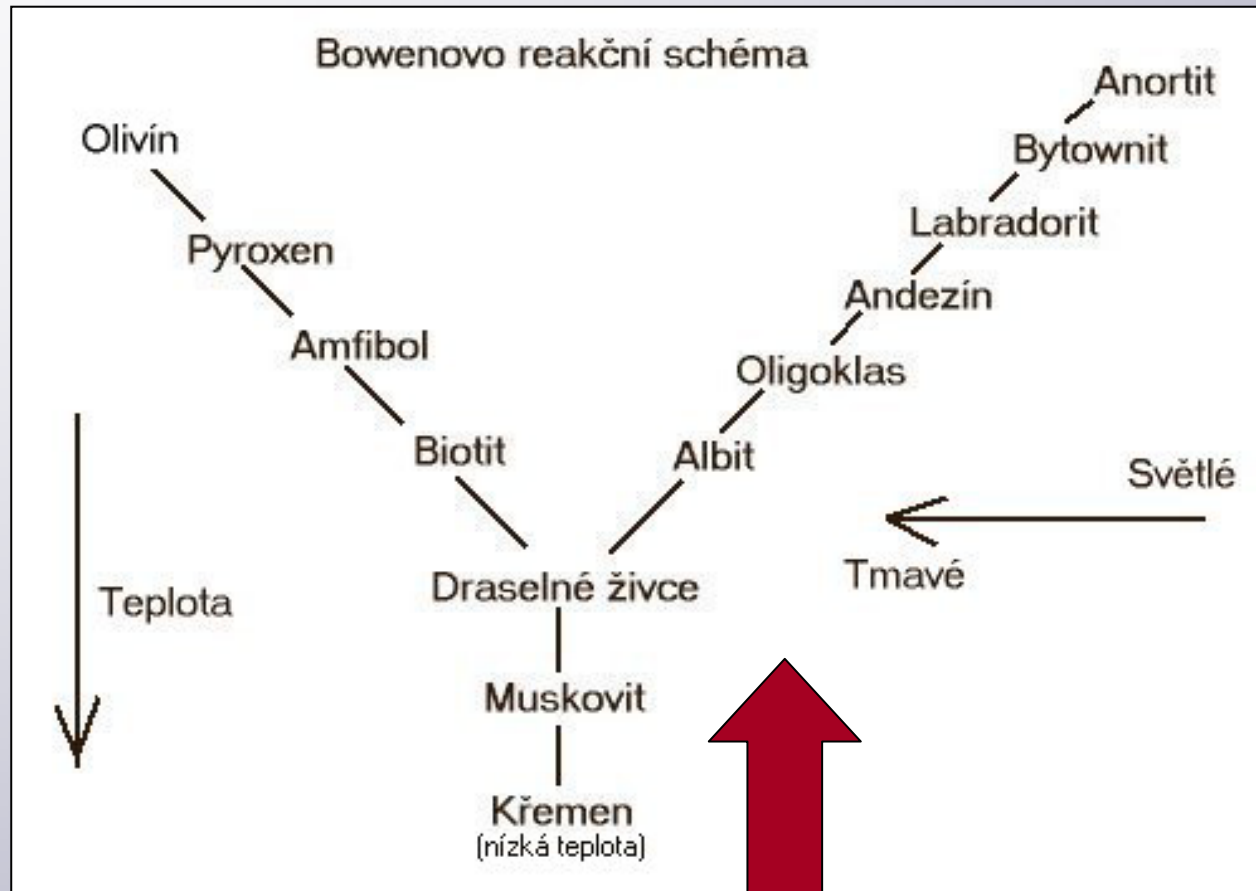 Bowenovo reakční schéma
Anortit
Olivín
Bytownit
Labradorit
Pyroxen
Andezín
Amfibol
Oligoklas
Biotit
Albit
Světlé
Tmavé
Draselné živce
Teplota
Muskovit
Křemen
(nízká teplota)